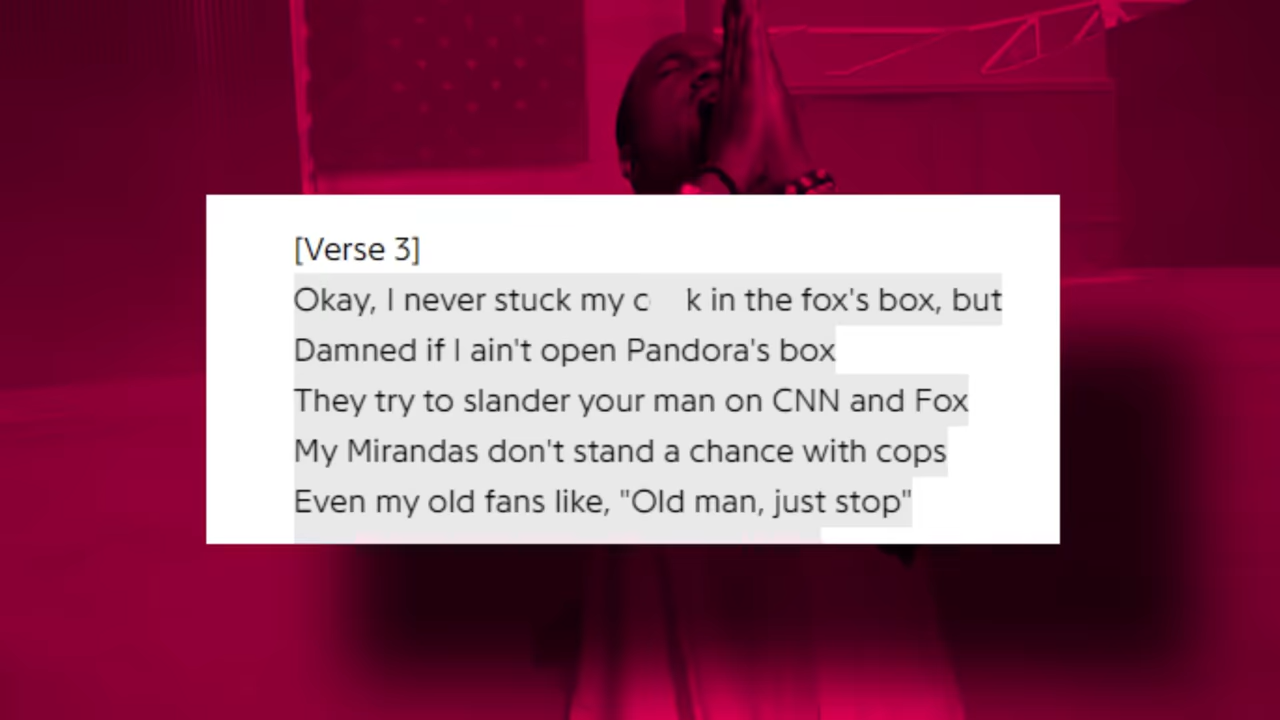 [Verse 3]
Okay, I never stuck my c k in the fox's box, but
Damned if I ain't open Pandora's box
They try to slander your man on CNN and Fox
My Mirandas don't stand a chance with cops
Even my old fans like, "Old man, just stop"